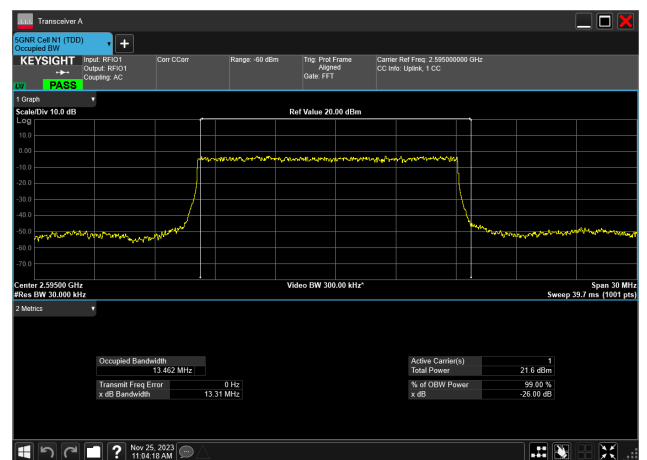 Transceiver A
5GNR Cell N1 (TDD)
Occupied BW
KEYSIGHT
LV PASS
Input: RFIO1
Output: RFIO1
Coupling: AC
Corr CCorr
Range: -60 dBm
Trig: Prot Frame
Aligned
Gate: FFT
Carrier Ref Freq: 2.595000000 GHz
CC Info: Uplink, 1 CC
1 Graph
Scale/Div 10.0 dB
Ref Value 20.00 dBm
Log
10.0
0.00
-10.0
-20.0
-30.0
-40.0
-50.0
-60.0
-70.0
Center 2.59500 GHz
Video BW 300.00 kHz*
Span 30 MHz
#Res BW 30.000 kHz
Sweep 39.7 ms (1001 pts)
2 Metrics
Occupied Bandwidth
13.462 MHz
Active Carrier(s) 1
Total Power 21.6 dBm
Transmit Freq Error 0 Hz
x dB Bandwidth 13.31 MHz
% of OBW Power 99.00 %
x dB -26.00 dB
Nov 25, 2023
11:04:18 AM